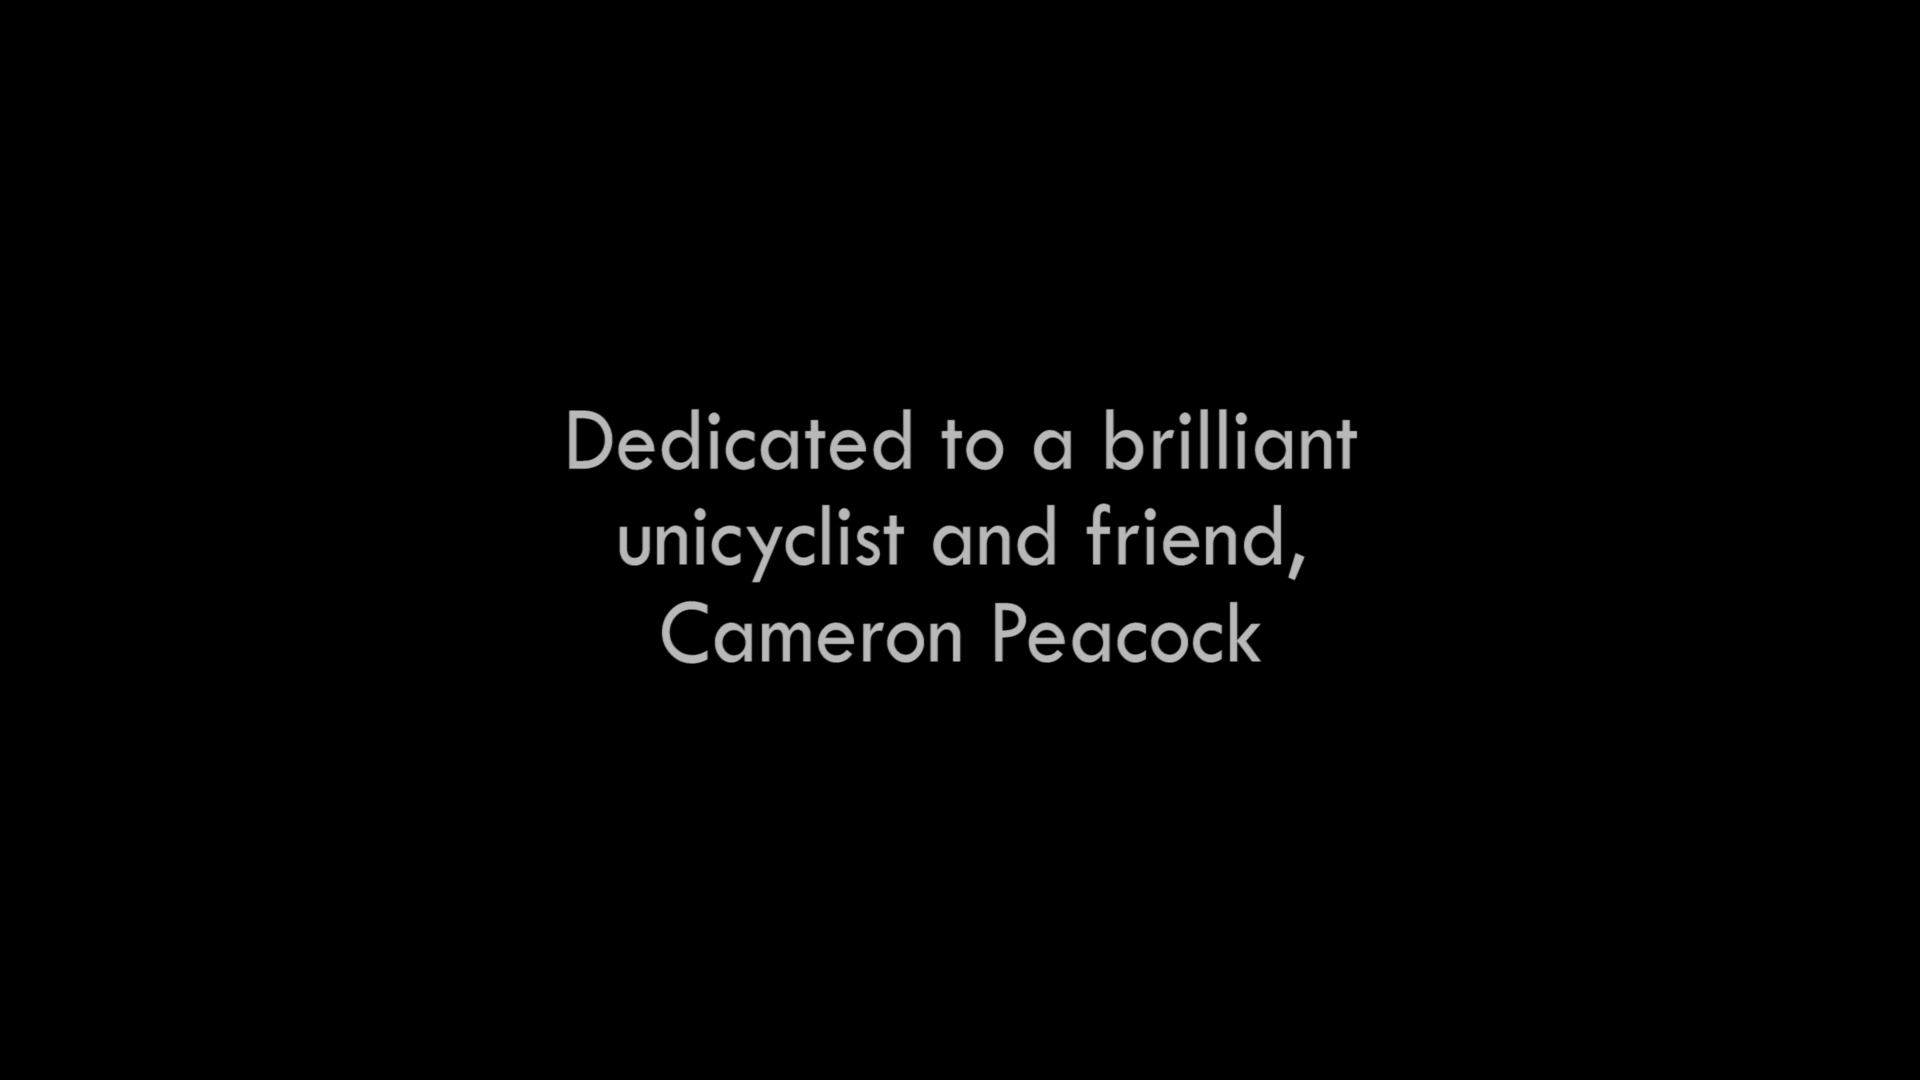 Dedicated to a brilliant
unicyclist and friend,
Cameron Peacock